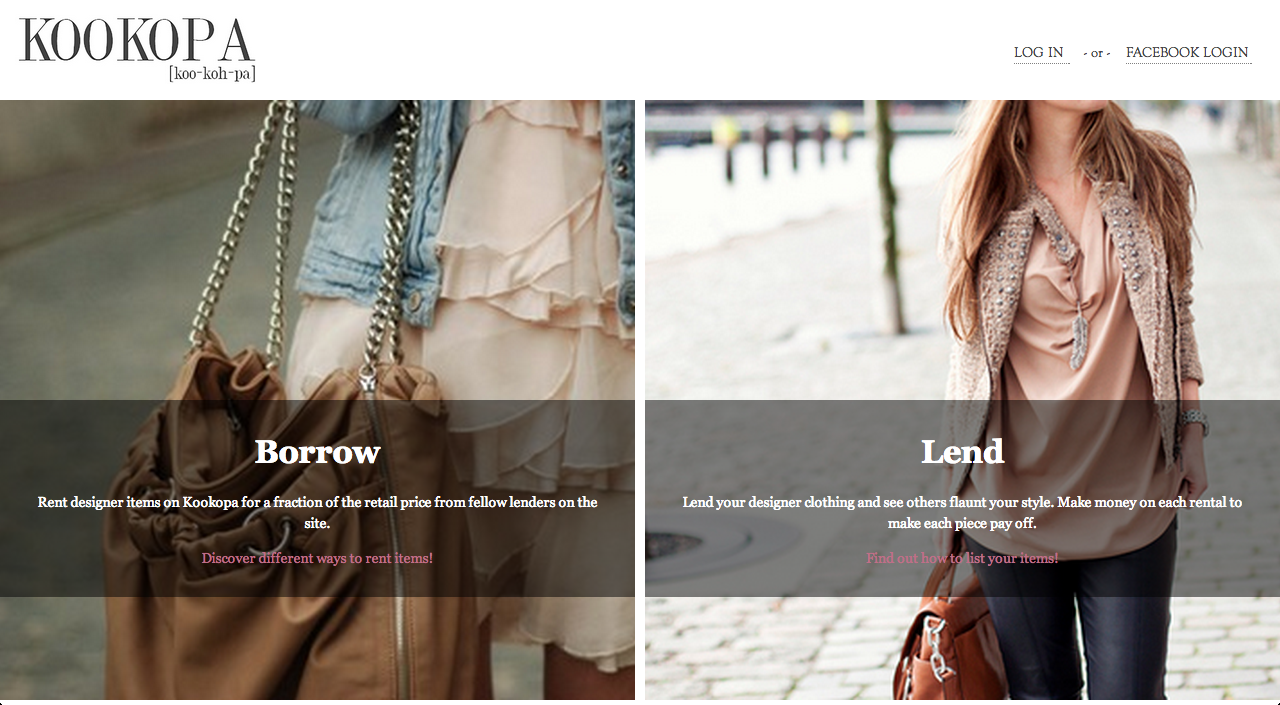 KOOKOPA
[koo-koh-pa]
LOG IN - or - FACEBOOK LOGIN
Borrow
Rent designer items on Kookopa for a fraction of the retail price from fellow lenders on the
site.
Discover different ways to rent items!
Lend
Lend your designer clothing and see others flaunt your style. Make money on each rental to
make each piece pay off.
Find out how to list your items!